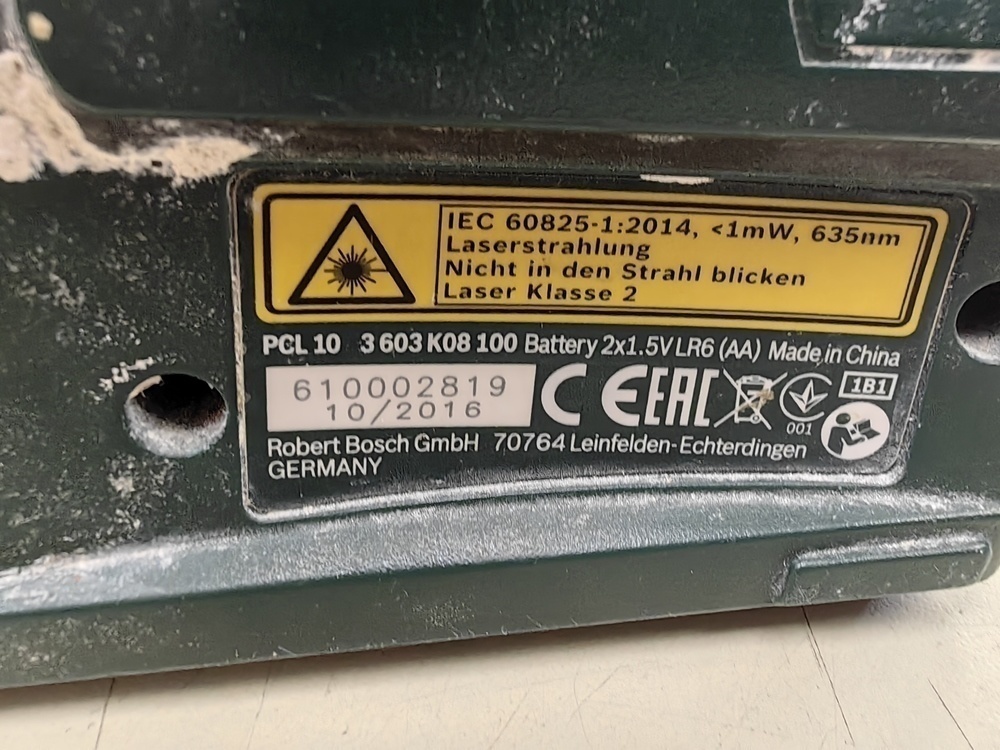 IEC 60825-1:2014, <1mW, 635nm
Laserstrahlung
Nicht in den Strahl blicken
Laser Klasse 2
PCL 10 3 603 K08 100 Battery 2x1.5V LR6 (AA) Made in China
610002819
10/2016
CE EAC 001 1B1
Robert Bosch GmbH 70764 Leinfelden-Echterdingen
GERMANY